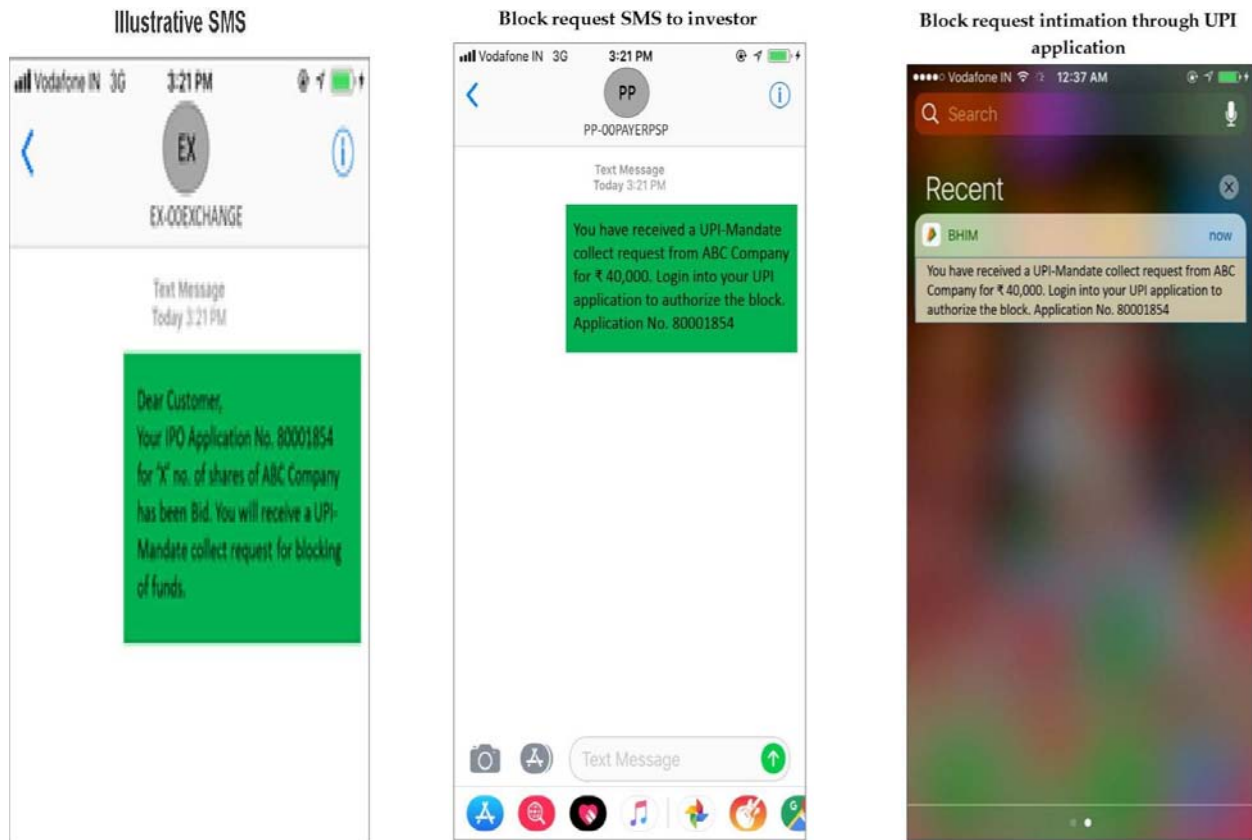 Illustrative SMS
Vodafone IN 3G 3:21 PM
EX
EX-00EXCHANGE
Text Message
Today 3:21 PM
Dear Customer,
Your IPO Application No. 80001854
for "X" no. of shares of ABC Company
has been Bid. You will receive a UPI-
Mandate collect request for blocking
of funds.
Block request SMS to investor
Vodafone IN 3G 3:21 PM
PP
PP-00PAYERPSP
Text Message
Today 3:21 PM
You have received a UPI-Mandate
collect request from ABC Company
for ₹ 40,000. Login into your UPI
application to authorize the block.
Application No. 80001854
Text Message
Block request intimation through UPI
application
Vodafone IN 12:37 AM
Search
Recent
BHIM now
You have received a UPI-Mandate collect request from ABC
Company for ₹ 40,000. Login into your UPI application to
authorize the block. Application No. 80001854